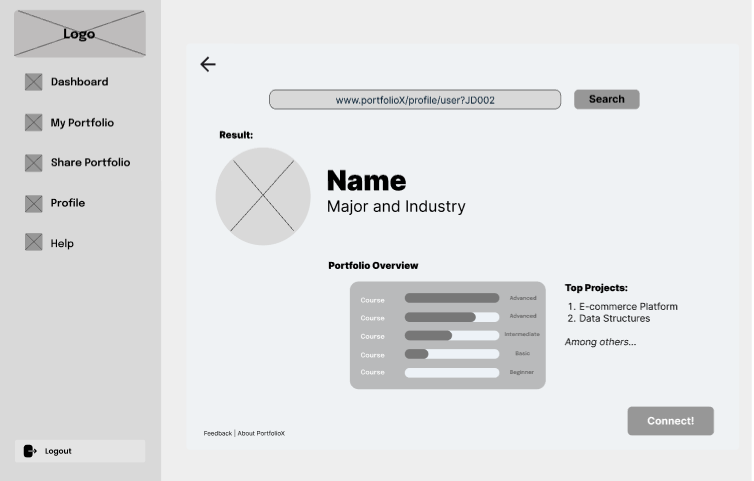 Logo
Dashboard
My Portfolio
Share Portfolio
Profile
Help
Logout
www.portfolioX/profile/user?JD002
Search
Result:
Name
Major and Industry
Portfolio Overview
Course Advanced
Course Advanced
Course Intermediate
Course Basic
Course Beginner
Top Projects:
1. E-commerce Platform
2. Data Structures
Among others...
Connect!
Feedback | About PortfolioX